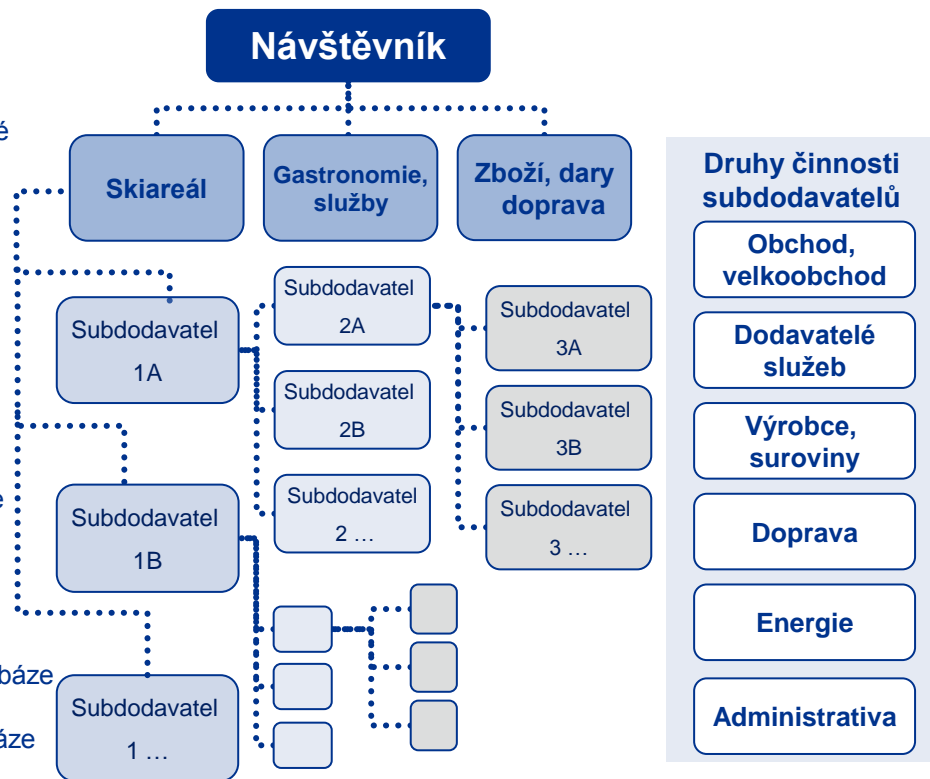 Návštěvník
é
Skiareál
Gastronomie,
služby
Zboží, dary
doprava
Druhy činnosti
subdodavatelů
Obchod,
velkoobchod
Dodavatelé
služeb
Výrobce,
suroviny
Doprava
Energie
Administrativa
Subdodavatel
1A
Subdodavatel
2A
Subdodavatel
3A
Subdodavatel
2B
Subdodavatel
3B
e
Subdodavatel
1B
Subdodavatel
2 …
Subdodavatel
3 …
báze
áze
Subdodavatel
1 …